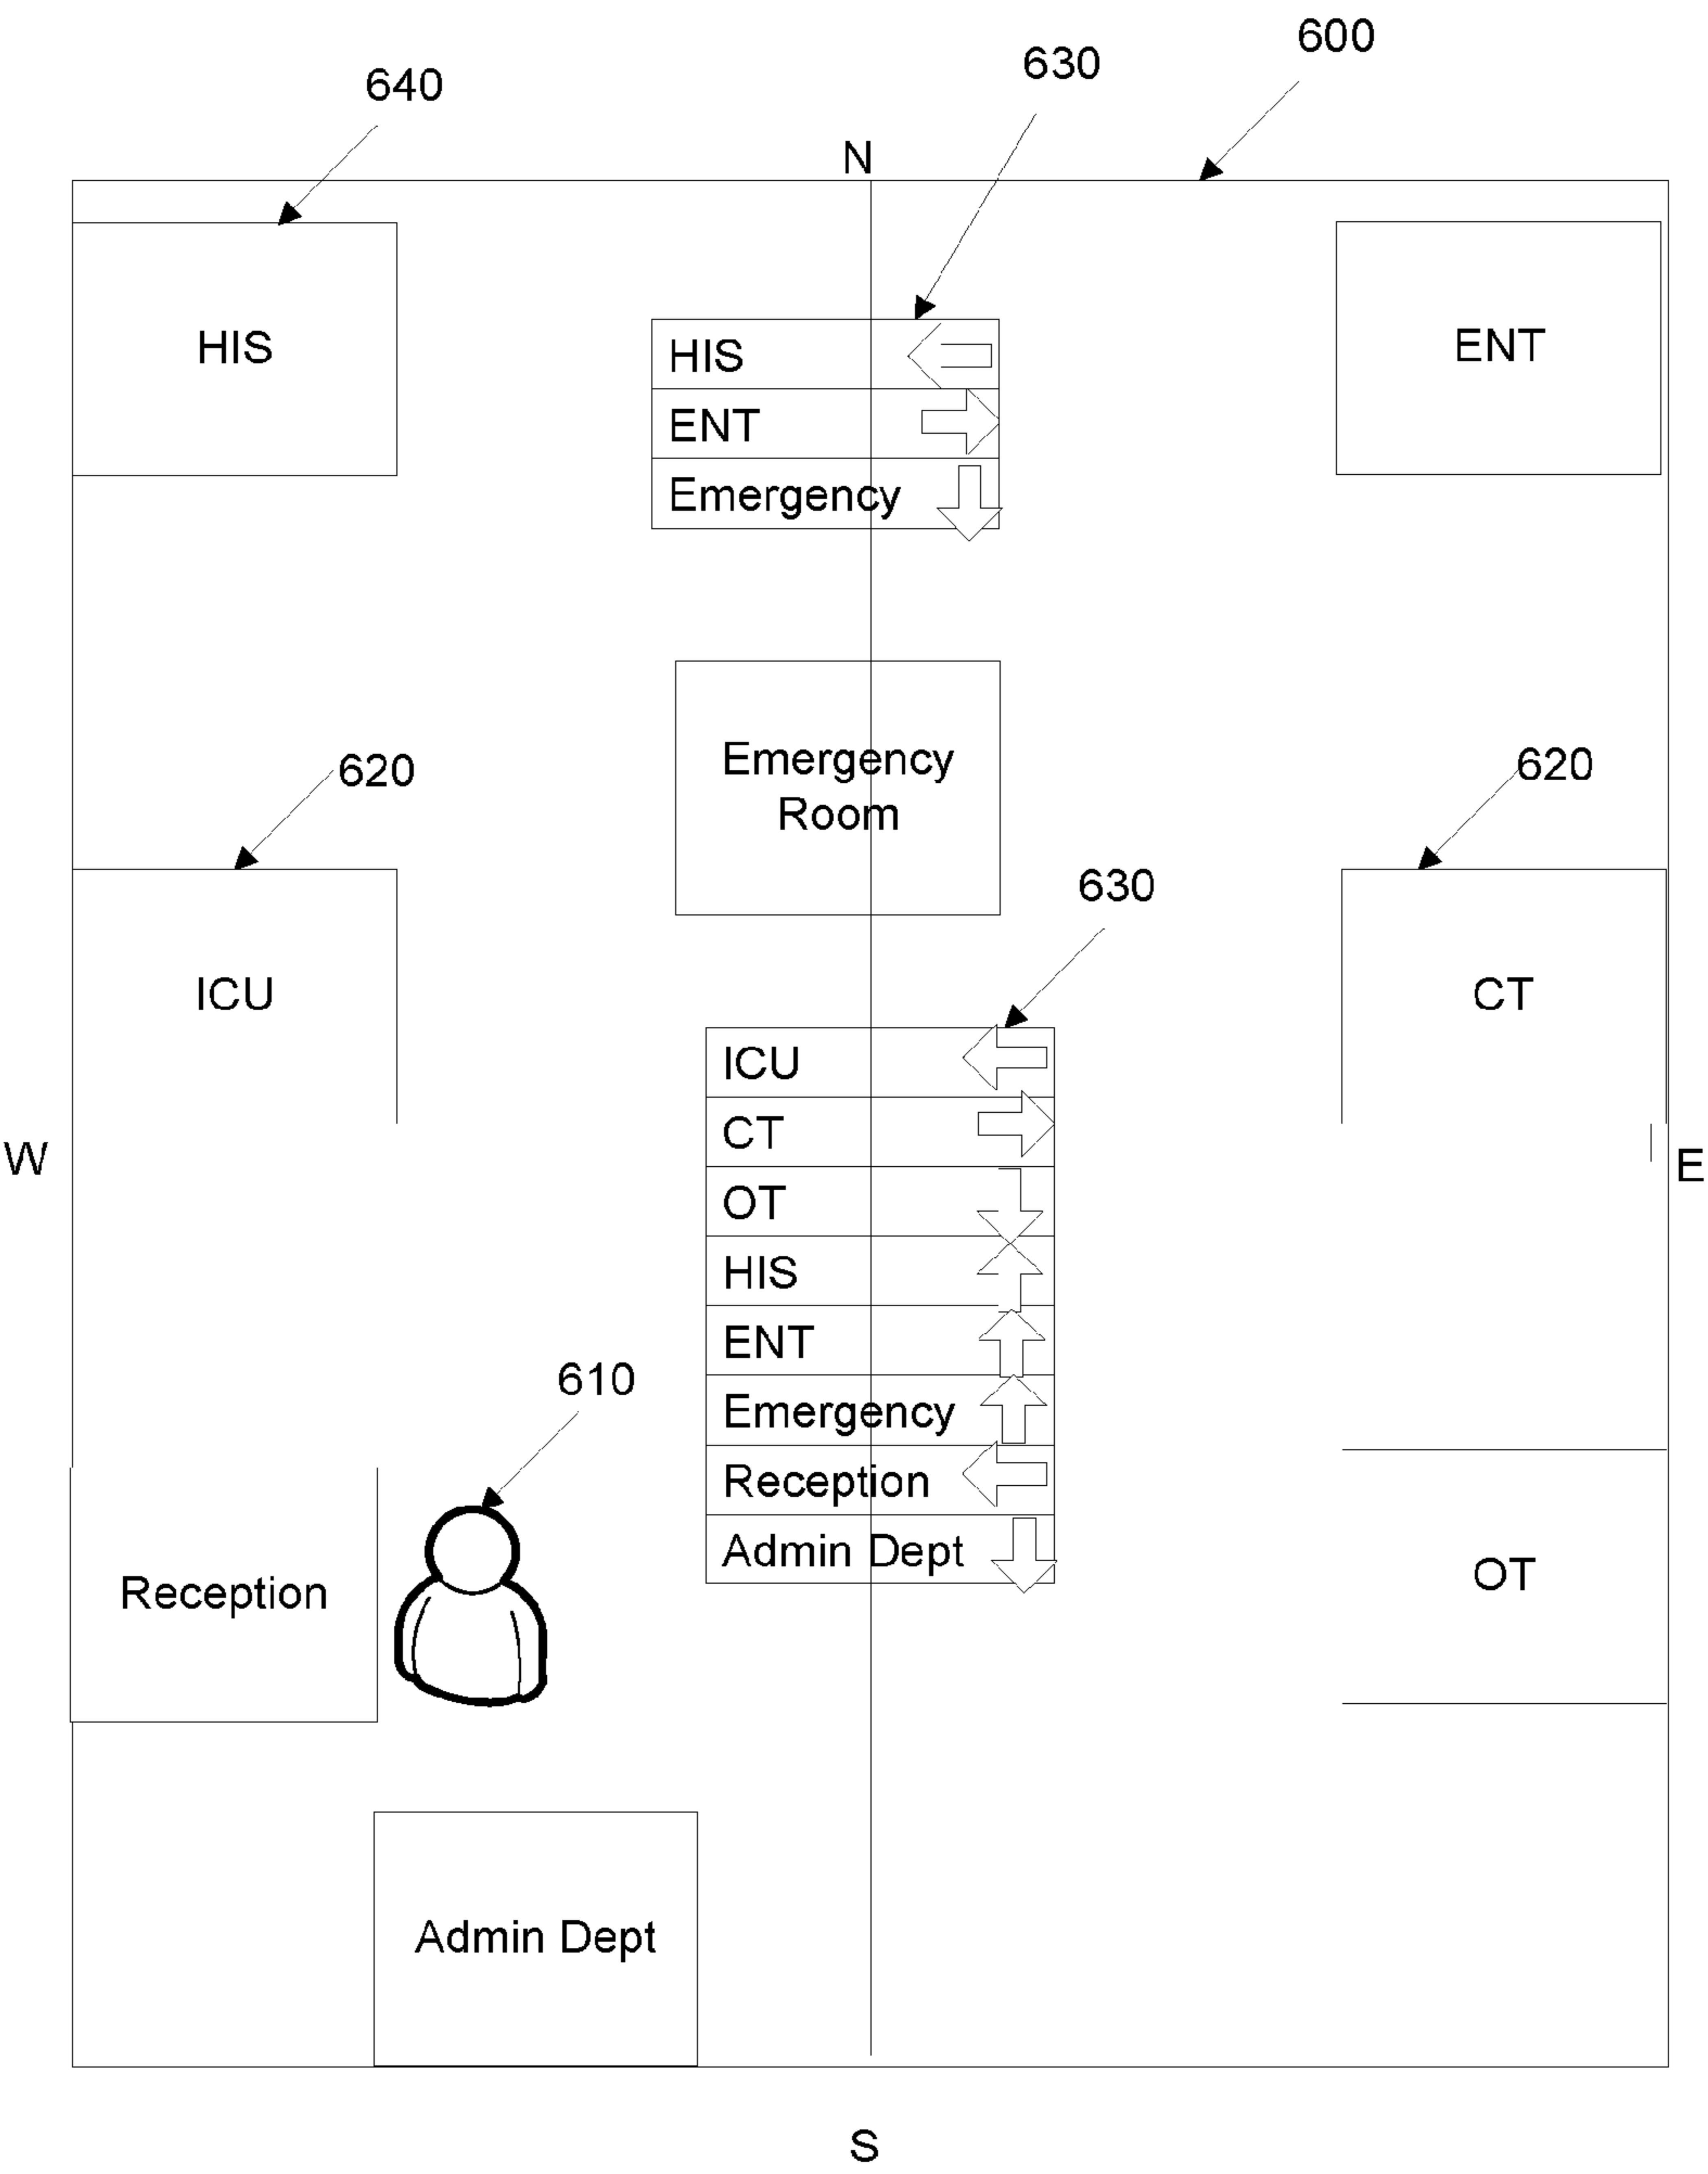 600
630
640
N
HIS
HIS
ENT
ENT
Emergency
Emergency
Room
620
620
630
ICU
CT
ICU
CT
W
E
OT
HIS
ENT
610
Emergency
Reception
Admin Dept
Reception
OT
Admin Dept
S